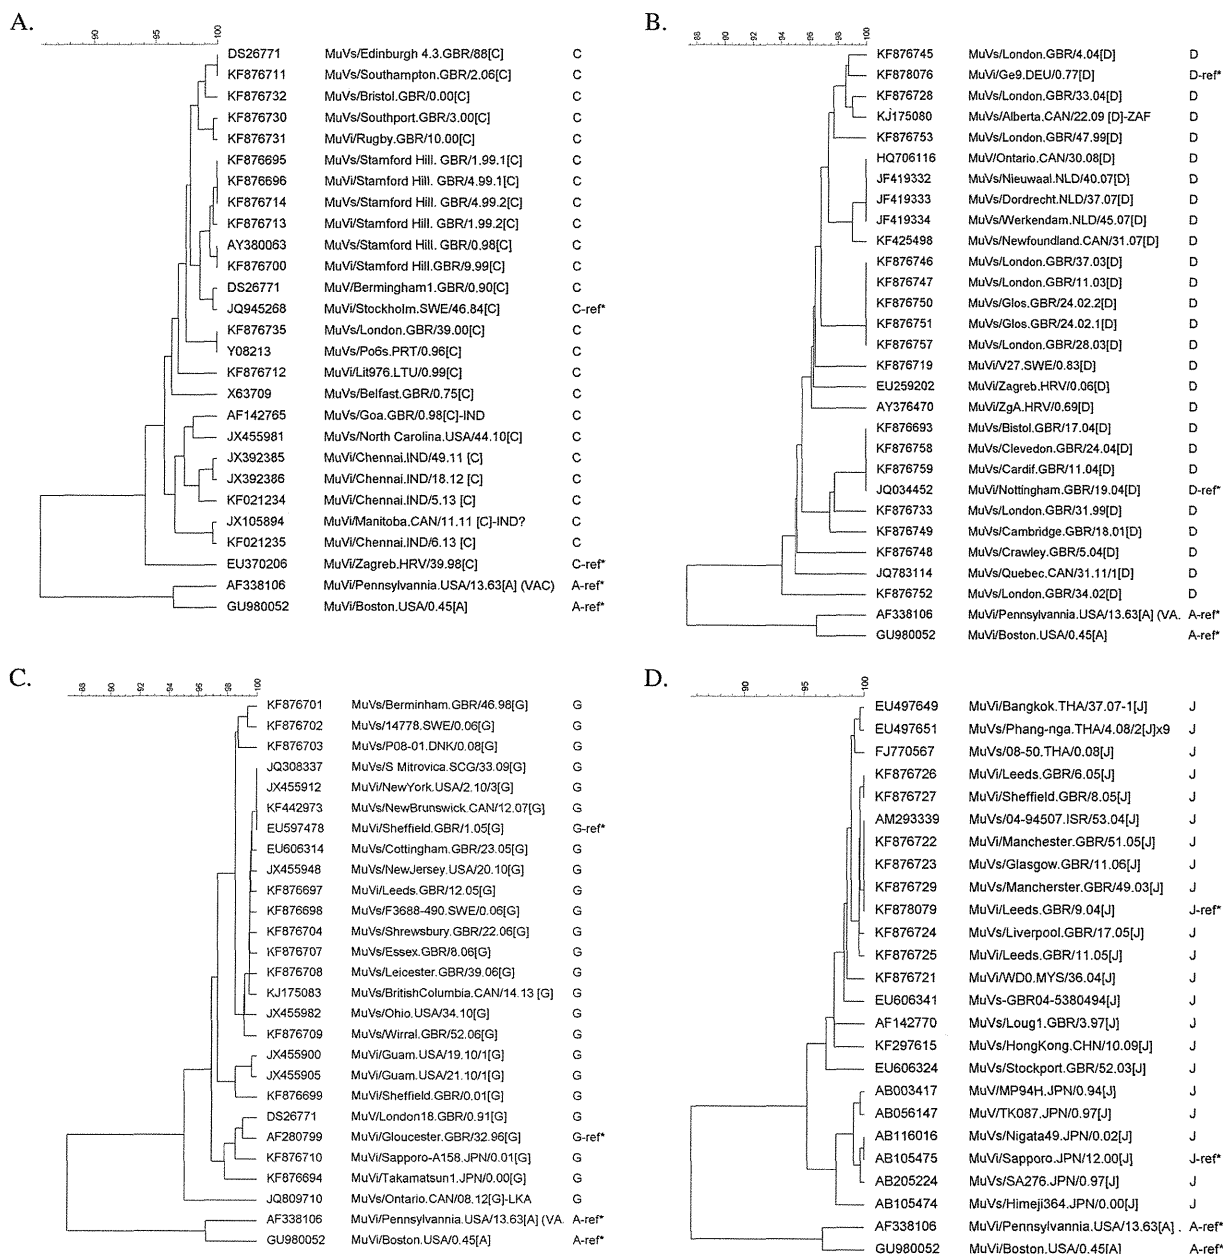 A.
90 95 100
DS26771 MuVs/Edinburgh 4.3.GBR/88[C] C
KF876711 MuVs/Southampton.GBR/2.06[C] C
KF876732 MuVs/Bristol.GBR/0.00[C] C
KF876730 MuVs/Southport.GBR/3.00[C] C
KF876731 MuVi/Rugby.GBR/10.00[C] C
KF876695 MuVs/Stamford Hill. GBR/1.99.1[C] C
KF876696 MuVi/Stamford Hill. GBR/4.99.1[C] C
KF876714 MuVs/Stamford Hill. GBR/4.99.2[C] C
KF876713 MuVi/Stamford Hill. GBR/1.99.2[C] C
AY380063 MuVs/Stamford Hill. GBR/0.98[C] C
KF876700 MuVi/Stamford Hill.GBR/9.99[C] C
DS26771 MuV/Bermingham1.GBR/0.90[C] C
JQ945268 MuVi/Stockholm.SWE/46.84[C] C-ref*
KF876735 MuVs/London.GBR/39.00[C] C
Y08213 MuVs/Po6s.PRT/0.96[C] C
KF876712 MuVi/Lit976.LTU/0.99[C] C
X63709 MuVs/Belfast.GBR/0.75[C] C
AF142765 MuVs/Goa.GBR/0.98[C]-IND C
JX455981 MuVs/North Carolina.USA/44.10[C] C
JX392385 MuVi/Chennai.IND/49.11 [C] C
JX392386 MuVi/Chennai.IND/18.12 [C] C
KF021234 MuVi/Chennai.IND/5.13 [C] C
JX105894 MuVi/Manitoba.CAN/11.11 [C]-IND? C
KF021235 MuVi/Chennai.IND/6.13 [C] C
EU370206 MuVi/Zagreb.HRV/39.98[C] C-ref*
AF338106 MuVi/Pennsylvannia.USA/13.63[A] (VAC) A-ref*
GU980052 MuVi/Boston.USA/0.45[A] A-ref*
B.
88 90 92 94 96 98 100
KF876745 MuVs/London.GBR/4.04[D] D
KF878076 MuVi/Ge9.DEU/0.77[D] D-ref*
KF876728 MuVs/London.GBR/33.04[D] D
KJ175080 MuVs/Alberta.CAN/22.09 [D]-ZAF D
KF876753 MuVs/London.GBR/47.99[D] D
HQ706116 MuV/Ontario.CAN/30.08[D] D
JF419332 MuVs/Nieuwaal.NLD/40.07[D] D
JF419333 MuVs/Dordrecht.NLD/37.07[D] D
JF419334 MuVs/Werkendam.NLD/45.07[D] D
KF425498 MuVs/Newfoundland.CAN/31.07[D] D
KF876746 MuVs/London.GBR/37.03[D] D
KF876747 MuVs/London.GBR/11.03[D] D
KF876750 MuVs/Glos.GBR/24.02.2[D] D
KF876751 MuVs/Glos.GBR/24.02.1[D] D
KF876757 MuVs/London.GBR/28.03[D] D
KF876719 MuVi/V27.SWE/0.83[D] D
EU259202 MuVi/Zagreb.HRV/0.06[D] D
AY376470 MuVi/ZgA.HRV/0.69[D] D
KF876693 MuVs/Bistol.GBR/17.04[D] D
KF876758 MuVs/Clevedon.GBR/24.04[D] D
KF876759 MuVs/Cardif.GBR/11.04[D] D
JQ034452 MuVi/Nottingham.GBR/19.04[D] D-ref*
KF876733 MuVs/London.GBR/31.99[D] D
KF876749 MuVs/Cambridge.GBR/18.01[D] D
KF876748 MuVs/Crawley.GBR/5.04[D] D
JQ783114 MuVs/Quebec.CAN/31.11/1[D] D
KF876752 MuVs/London.GBR/34.02[D] D
AF338106 MuVi/Pennsylvannia.USA/13.63[A] (VA. A-ref*
GU980052 MuVi/Boston.USA/0.45[A] A-ref*
C.
88 90 92 94 96 98 100
KF876701 MuVs/Berminham.GBR/46.98[G] G
KF876702 MuVs/14778.SWE/0.06[G] G
KF876703 MuVs/P08-01.DNK/0.08[G] G
JQ308337 MuVs/S Mitrovica.SCG/33.09[G] G
JX455912 MuVi/NewYork.USA/2.10/3[G] G
KF442973 MuVs/NewBrunswick.CAN/12.07[G] G
EU597478 MuVi/Sheffield.GBR/1.05[G] G-ref*
EU606314 MuVs/Cottingham.GBR/23.05[G] G
JX455948 MuVs/NewJersey.USA/20.10[G] G
KF876697 MuVi/Leeds.GBR/12.05[G] G
KF876698 MuVs/F3688-490.SWE/0.06[G] G
KF876704 MuVs/Shrewsbury.GBR/22.06[G] G
KF876707 MuVs/Essex.GBR/8.06[G] G
KF876708 MuVs/Leicester.GBR/39.06[G] G
KJ175083 MuVs/BritishColumbia.CAN/14.13 [G] G
JX455982 MuVs/Ohio.USA/34.10[G] G
KF876709 MuVs/Wirral.GBR/52.06[G] G
JX455900 MuVi/Guam.USA/19.10/1[G] G
JX455905 MuVi/Guam.USA/21.10/1[G] G
KF876699 MuVi/Sheffield.GBR/0.01[G] G
DS26771 MuV/London18.GBR/0.91[G] G
AF280799 MuVi/Gloucester.GBR/32.96[G] G-ref*
KF876710 MuVi/Sapporo-A158.JPN/0.01[G] G
KF876694 MuVi/Takamatsun1.JPN/0.00[G] G
JQ809710 MuVs/Ontario.CAN/08.12[G]-LKA G
AF338106 MuVi/Pennsylvannia.USA/13.63[A] (VA. A-ref*
GU980052 MuVi/Boston.USA/0.45[A] A-ref*
D.
90 95 100
EU497649 MuVi/Bangkok.THA/37.07-1[J] J
EU497651 MuVs/Phang-nga.THA/4.08/2[J]x9 J
FJ770567 MuVs/08-50.THA/0.08[J] J
KF876726 MuVi/Leeds.GBR/6.05[J] J
KF876727 MuVi/Sheffield.GBR/8.05[J] J
AM293339 MuVs/04-94507.ISR/53.04[J] J
KF876722 MuVi/Manchester.GBR/51.05[J] J
KF876723 MuVs/Glasgow.GBR/11.06[J] J
KF876729 MuVs/Mancherster.GBR/49.03[J] J
KF878079 MuVi/Leeds.GBR/9.04[J] J-ref*
KF876724 MuVs/Liverpool.GBR/17.05[J] J
KF876725 MuVi/Leeds.GBR/11.05[J] J
KF876721 MuVi/WD0.MYS/36.04[J] J
EU606341 MuVs-GBR04-5380494[J] J
AF142770 MuVs/Loug1.GBR/3.97[J] J
KF297615 MuVs/HongKong.CHN/10.09[J] J
EU606324 MuVs/Stockport.GBR/52.03[J] J
AB003417 MuV/MP94H.JPN/0.94[J] J
AB056147 MuV/TK087.JPN/0.97[J] J
AB116016 MuVs/Nigata49.JPN/0.02[J] J
AB105475 MuVi/Sapporo.JPN/12.00[J] J-ref*
AB205224 MuVs/SA276.JPN/0.97[J] J
AB105474 MuVs/Himeji364.JPN/0.00[J] J
AF338106 MuVi/Pennsylvannia.USA/13.63[A] . A-ref*
GU980052 MuVi/Boston.USA/0.45[A] A-ref*